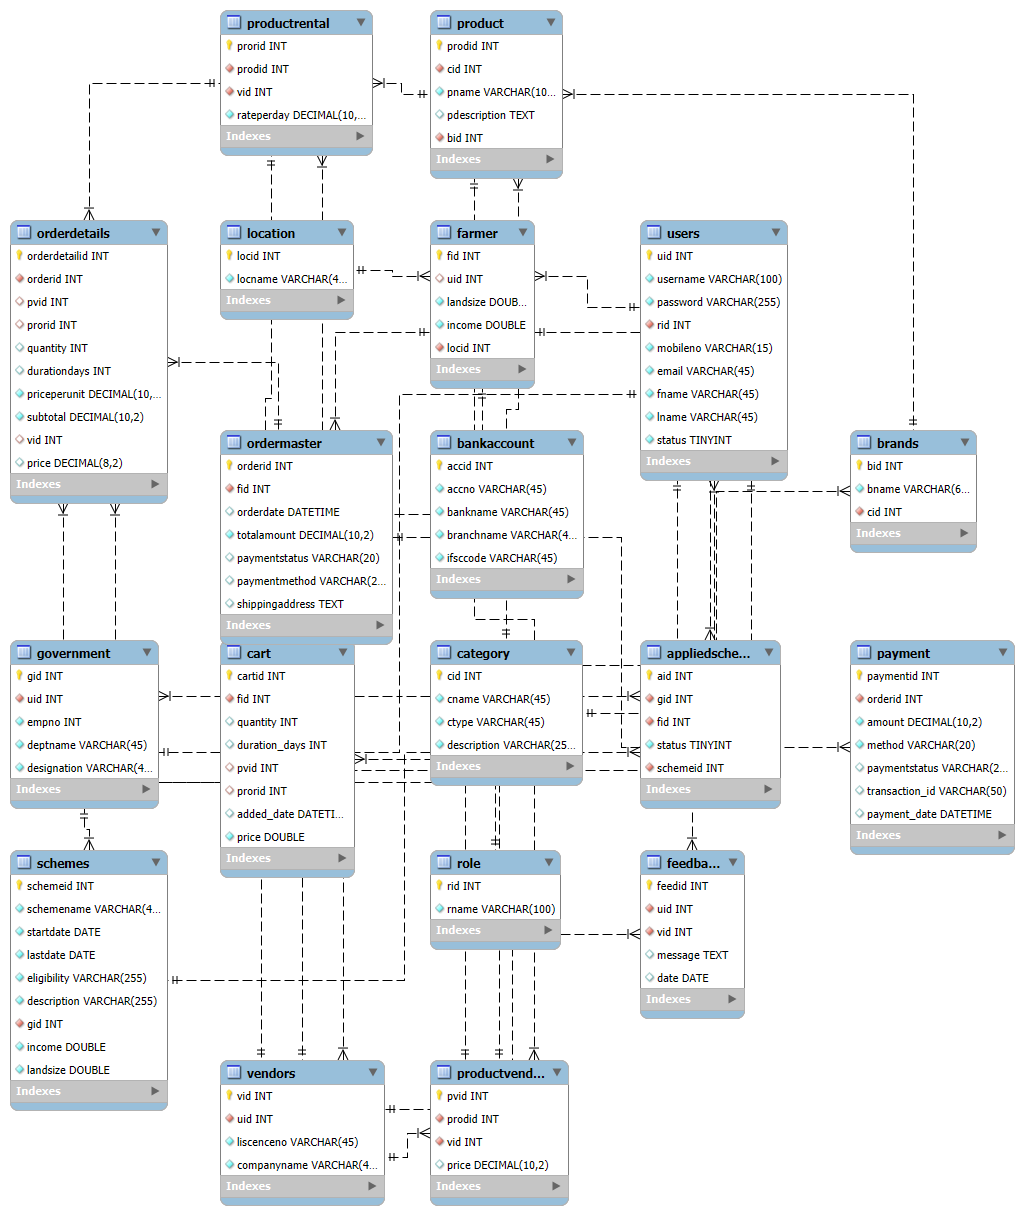 productrental
prorid INT
prodid INT
vid INT
rateperday DECIMAL(10,...
Indexes
product
prodid INT
cid INT
pname VARCHAR(10...
pdescription TEXT
bid INT
Indexes
orderdetails
orderdetailid INT
orderid INT
pvid INT
prorid INT
quantity INT
durationdays INT
priceperunit DECIMAL(10,...
subtotal DECIMAL(10,2)
vid INT
price DECIMAL(8,2)
Indexes
location
locid INT
locname VARCHAR(4...
Indexes
farmer
fid INT
uid INT
landsize DOUB...
income DOUBLE
locid INT
Indexes
users
uid INT
username VARCHAR(100)
password VARCHAR(255)
rid INT
mobileno VARCHAR(15)
email VARCHAR(45)
fname VARCHAR(45)
lname VARCHAR(45)
status TINYINT
Indexes
ordermaster
orderid INT
fid INT
orderdate DATETIME
totalamount DECIMAL(10,2)
paymentstatus VARCHAR(20)
paymentmethod VARCHAR(2...
shippingaddress TEXT
Indexes
bankaccount
accid INT
accno VARCHAR(45)
bankname VARCHAR(45)
branchname VARCHAR(4...
ifsccode VARCHAR(45)
Indexes
brands
bid INT
bname VARCHAR(6...
cid INT
Indexes
government
gid INT
uid INT
empno INT
deptname VARCHAR(45)
designation VARCHAR(4...
Indexes
cart
cartid INT
fid INT
quantity INT
duration_days INT
pvid INT
prorid INT
added_date DATETI...
price DOUBLE
Indexes
category
cid INT
cname VARCHAR(45)
ctype VARCHAR(45)
description VARCHAR(25...
Indexes
appliedsche...
aid INT
gid INT
fid INT
status TINYINT
schemeid INT
Indexes
payment
paymentid INT
orderid INT
amount DECIMAL(10,2)
method VARCHAR(20)
paymentstatus VARCHAR(2...
transaction_id VARCHAR(50)
payment_date DATETIME
Indexes
schemes
schemeid INT
schemename VARCHAR(4...
startdate DATE
lastdate DATE
eligibility VARCHAR(255)
description VARCHAR(255)
gid INT
income DOUBLE
landsize DOUBLE
Indexes
role
rid INT
rname VARCHAR(100)
Indexes
feedba...
feedid INT
uid INT
vid INT
message TEXT
date DATE
Indexes
vendors
vid INT
uid INT
liscenceno VARCHAR(45)
companyname VARCHAR(4...
Indexes
productvend...
pvid INT
prodid INT
vid INT
price DECIMAL(10,2)
Indexes